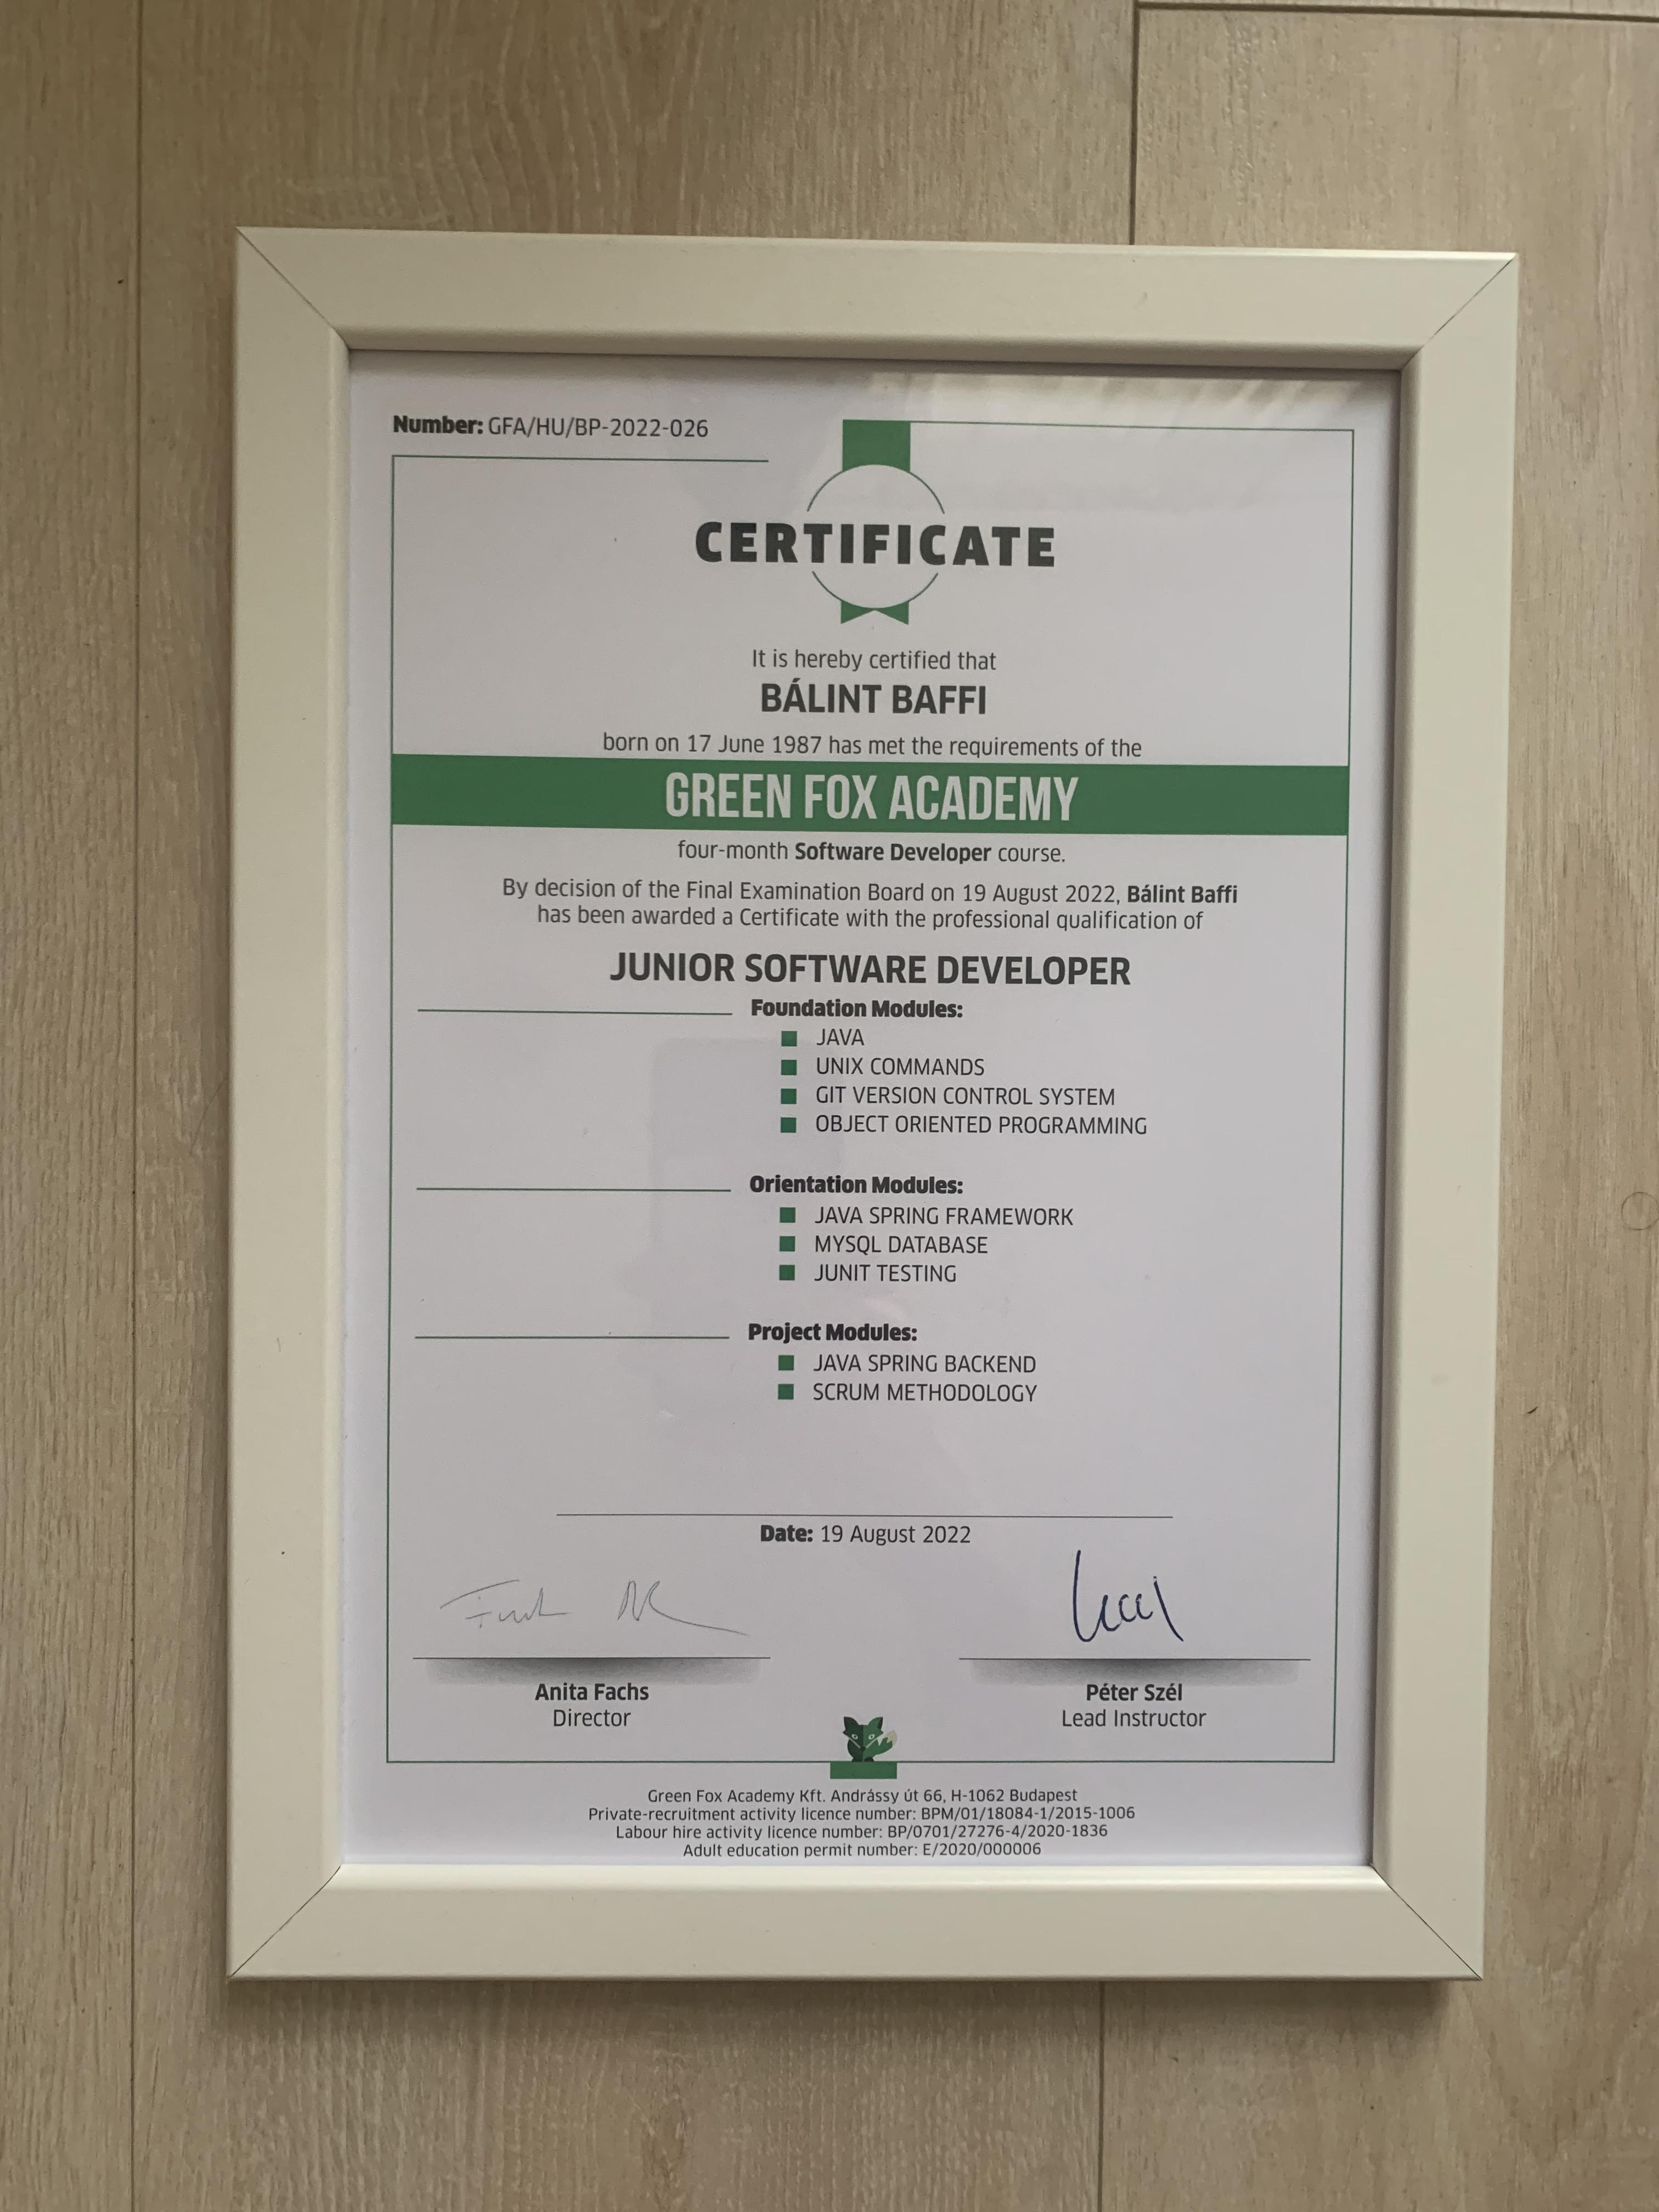 Number: GFA/HU/BP-2022-026
CERTIFICATE
It is hereby certified that
BÁLINT BAFFI
born on 17 June 1987 has met the requirements of the
GREEN FOX ACADEMY
four-month Software Developer course.
By decision of the Final Examination Board on 19 August 2022, Bálint Baffi
has been awarded a Certificate with the professional qualification of
JUNIOR SOFTWARE DEVELOPER
Foundation Modules:
JAVA
UNIX COMMANDS
GIT VERSION CONTROL SYSTEM
OBJECT ORIENTED PROGRAMMING
Orientation Modules:
JAVA SPRING FRAMEWORK
MYSQL DATABASE
JUNIT TESTING
Project Modules:
JAVA SPRING BACKEND
SCRUM METHODOLOGY
Date: 19 August 2022
Anita Fachs
Director
Péter Szél
Lead Instructor
Green Fox Academy Kft. Andrássy út 66, H-1062 Budapest
Private-recruitment activity licence number: BPM/01/18084-1/2015-1006
Labour hire activity licence number: BP/0701/27276-4/2020-1836
Adult education permit number: E/2020/000006